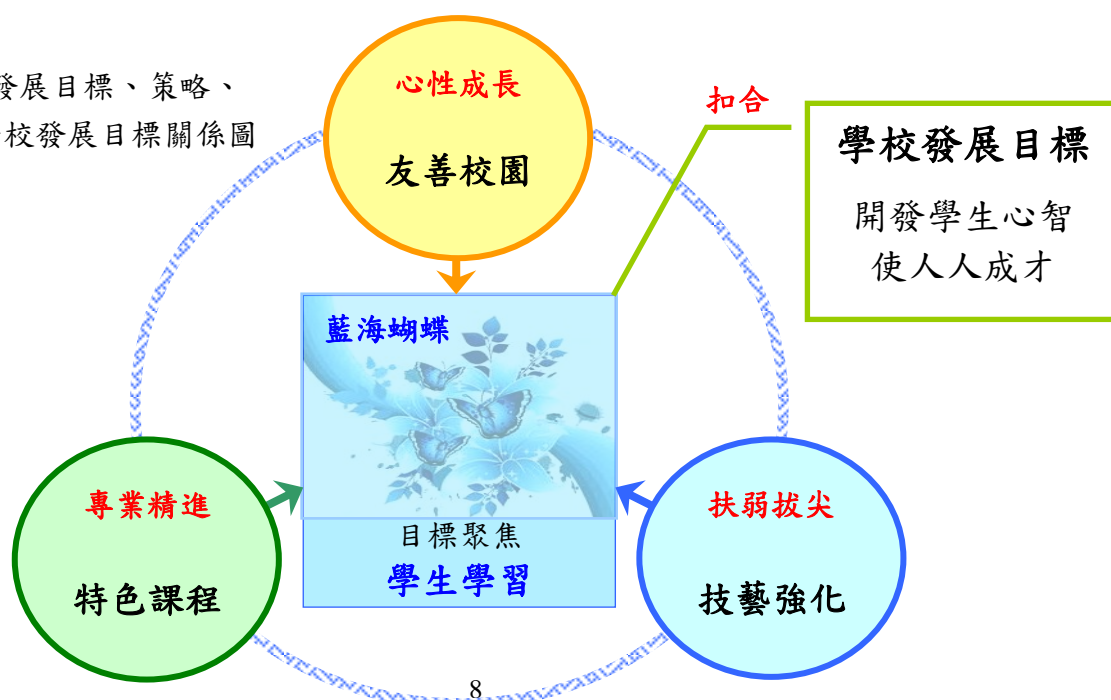 發展目標、策略、
校發展目標關係圖
心性成長
友善校園
扣合
學校發展目標
開發學生心智
使人人成才
藍海蝴蝶
目標聚焦
學生學習
專業精進
特色課程
扶弱拔尖
技藝強化
8